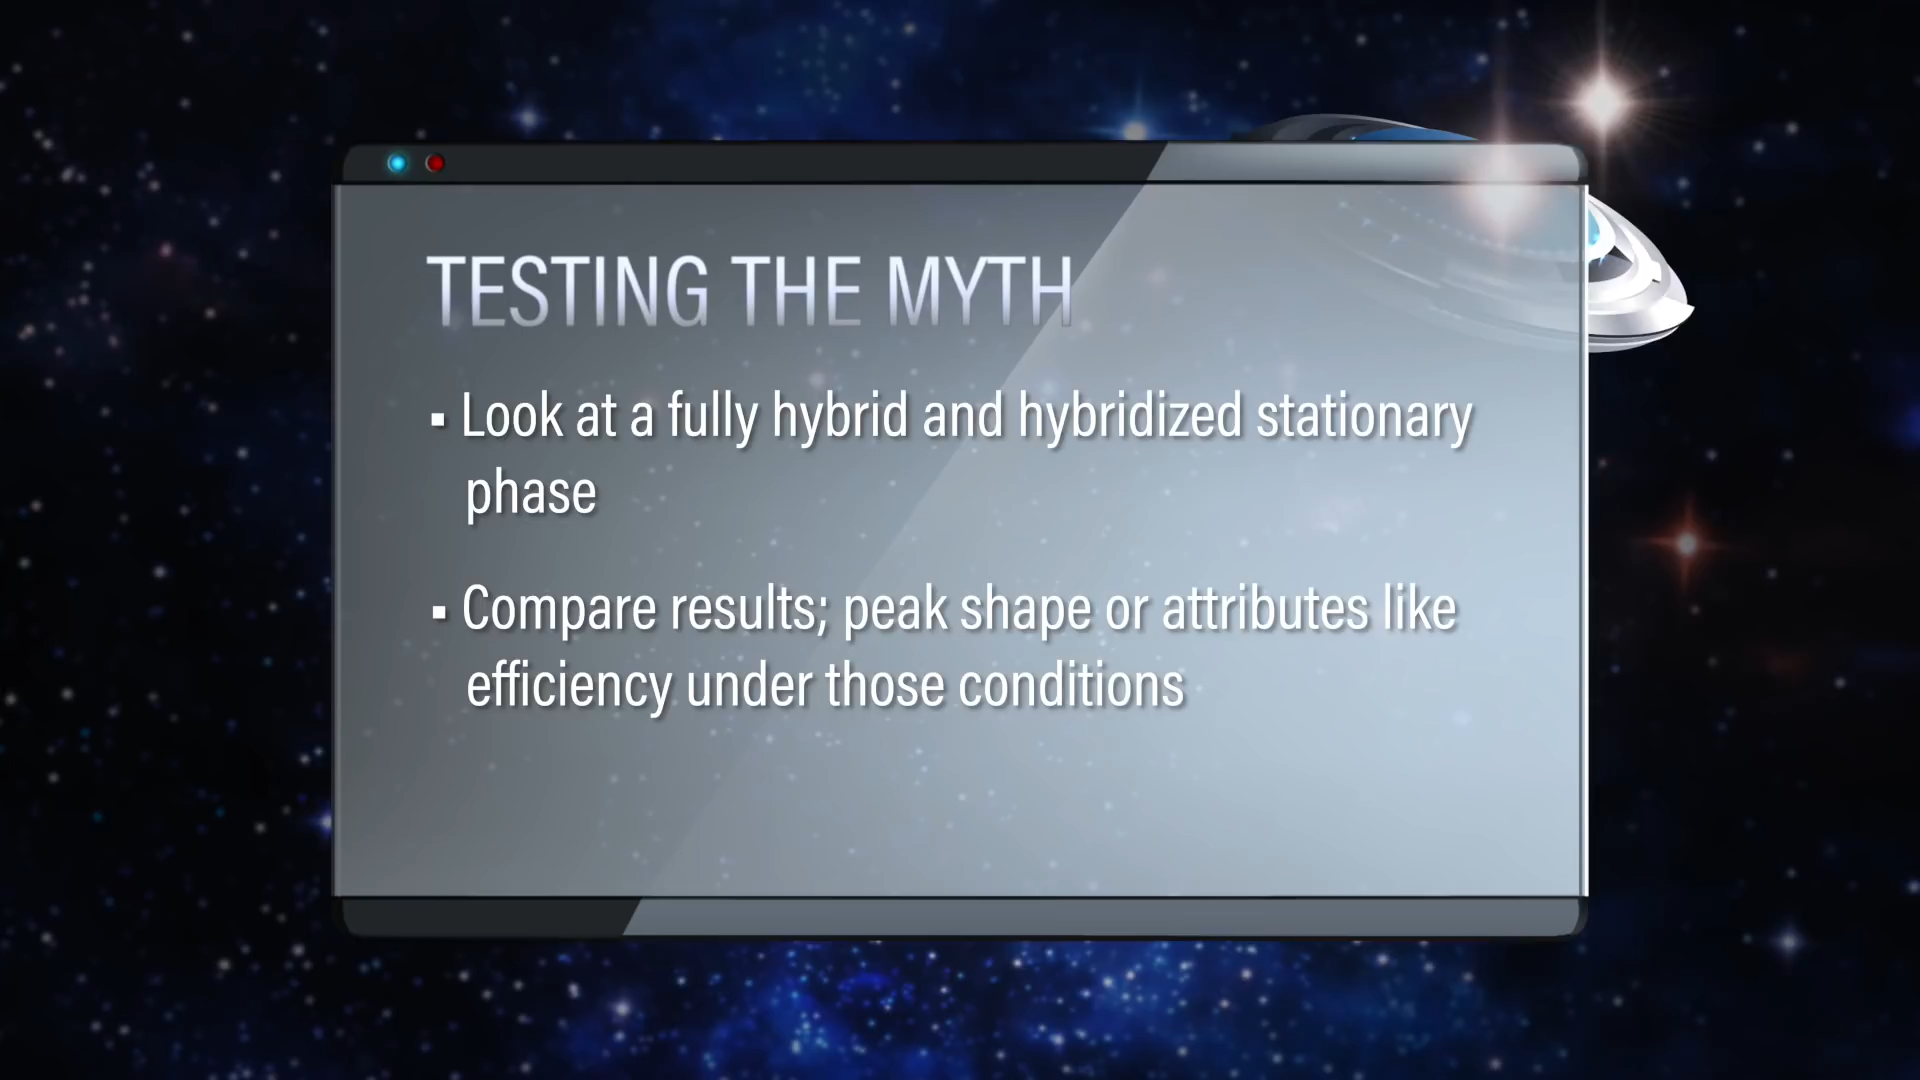 TESTING THE MYTH
▪ Look at a fully hybrid and hybridized stationary
phase
▪ Compare results; peak shape or attributes like
efficiency under those conditions